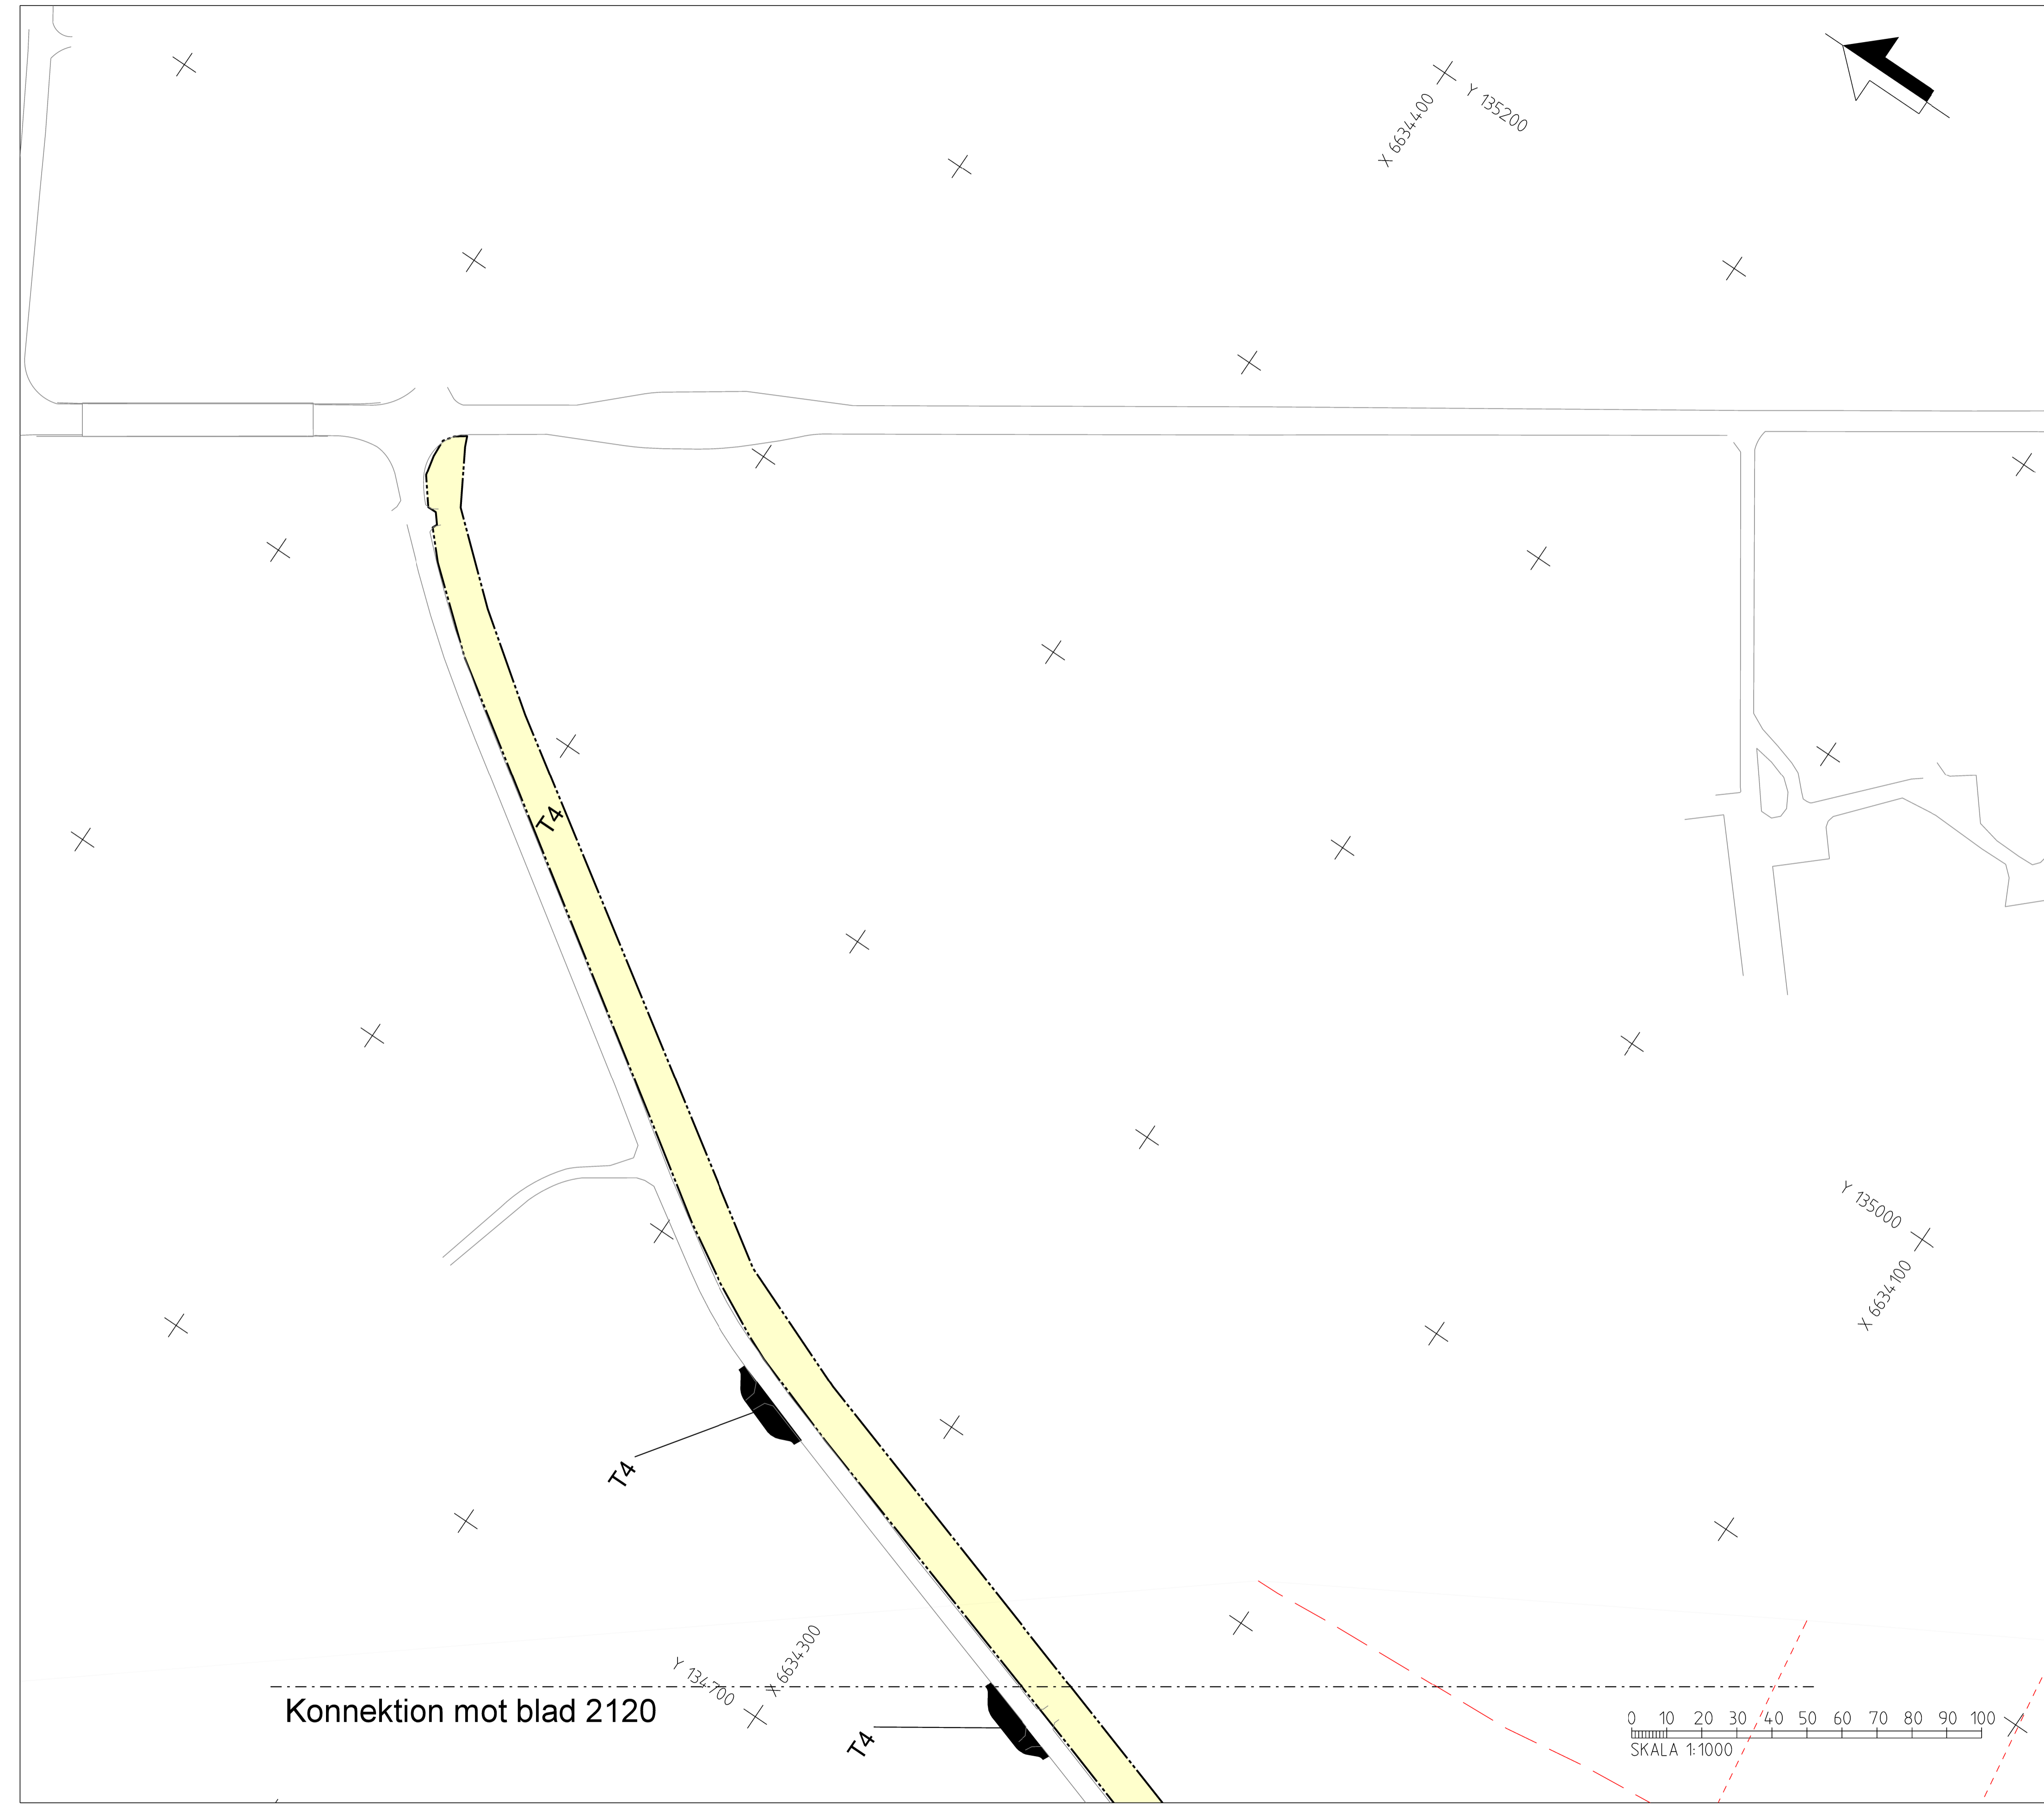 X 6634400
Y 135200
T4
Y 135000
X 6634100
T4
Y 134700
X 6634300
Konnektion mot blad 2120
T4
0 10 20 30 40 50 60 70 80 90 100
SKALA 1:1000